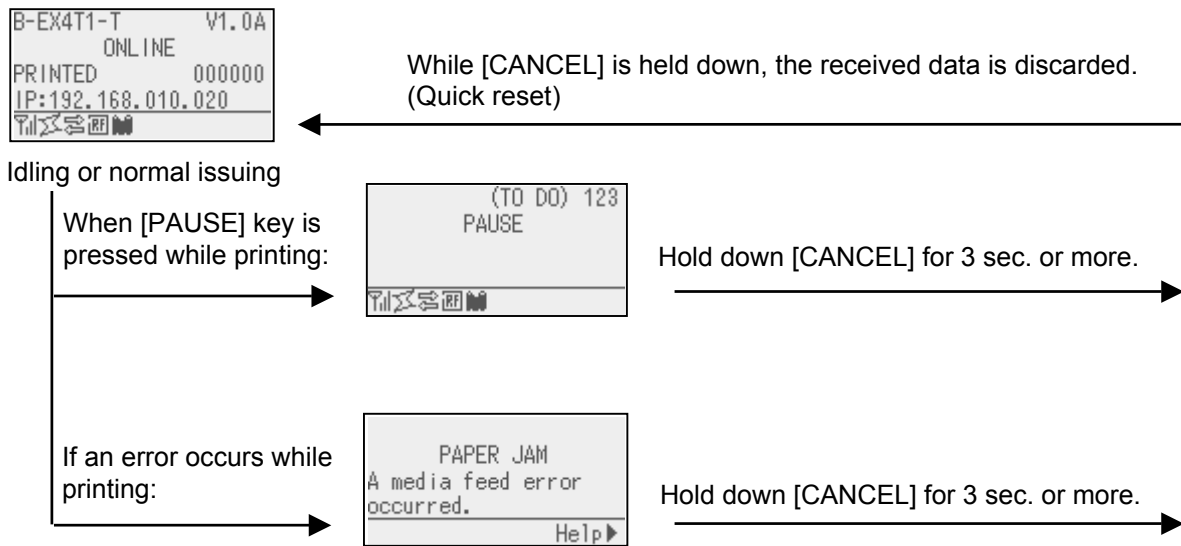 B-EX4T1-T V1.0A
ONLINE
PRINTED 000000
IP:192.168.010.020
RF
While [CANCEL] is held down, the received data is discarded.
(Quick reset)
Idling or normal issuing
When [PAUSE] key is
pressed while printing:
(TO DO) 123
PAUSE
RF
Hold down [CANCEL] for 3 sec. or more.
If an error occurs while
printing:
PAPER JAM
A media feed error
occurred.
Help
Hold down [CANCEL] for 3 sec. or more.